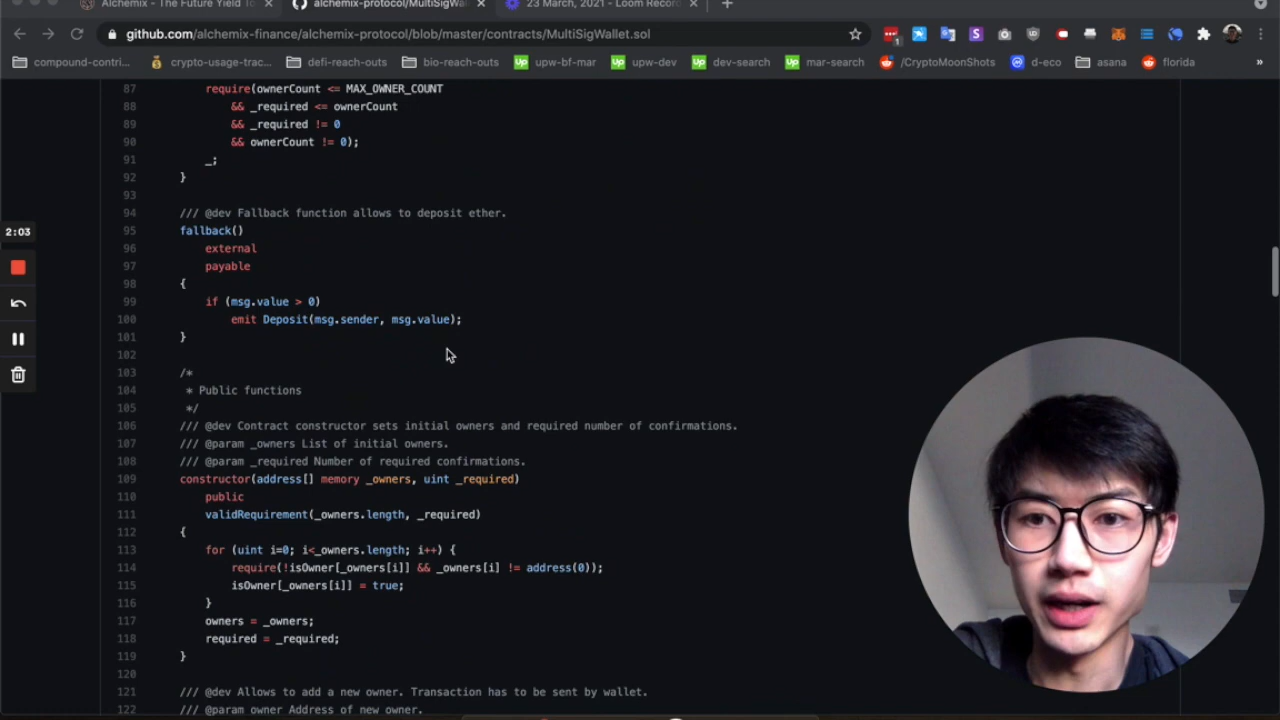 Alchemix - The Future Yield To
alchemix-protocol/MultiSigWal
23 March, 2021 - Loom Record
github.com/alchemix-finance/alchemix-protocol/blob/master/contracts/MultiSigWallet.sol
1
compound-contri...
crypto-usage-trac...
defi-reach-outs
bio-reach-outs
Up upw-bf-mar
Up upw-dev
Up dev-search
Up mar-search
/CryptoMoonShots
d-eco
asana
florida
»
87 require(ownerCount <= MAX_OWNER_COUNT
88 && _required <= ownerCount
89 && _required != 0
90 && ownerCount != 0);
91 _;
92 }
93
94 /// @dev Fallback function allows to deposit ether.
95 fallback()
96 external
97 payable
98 {
99 if (msg.value > 0)
100 emit Deposit(msg.sender, msg.value);
101 }
102
103 /*
104 * Public functions
105 */
106 /// @dev Contract constructor sets initial owners and required number of confirmations.
107 /// @param _owners List of initial owners.
108 /// @param _required Number of required confirmations.
109 constructor(address[] memory _owners, uint _required)
110 public
111 validRequirement(_owners.length, _required)
112 {
113 for (uint i=0; i<_owners.length; i++) {
114 require(!isOwner[_owners[i]] && _owners[i] != address(0));
115 isOwner[_owners[i]] = true;
116 }
117 owners = _owners;
118 required = _required;
119 }
120
121 /// @dev Allows to add a new owner. Transaction has to be sent by wallet.
122 /// @param owner Address of new owner.
2:03